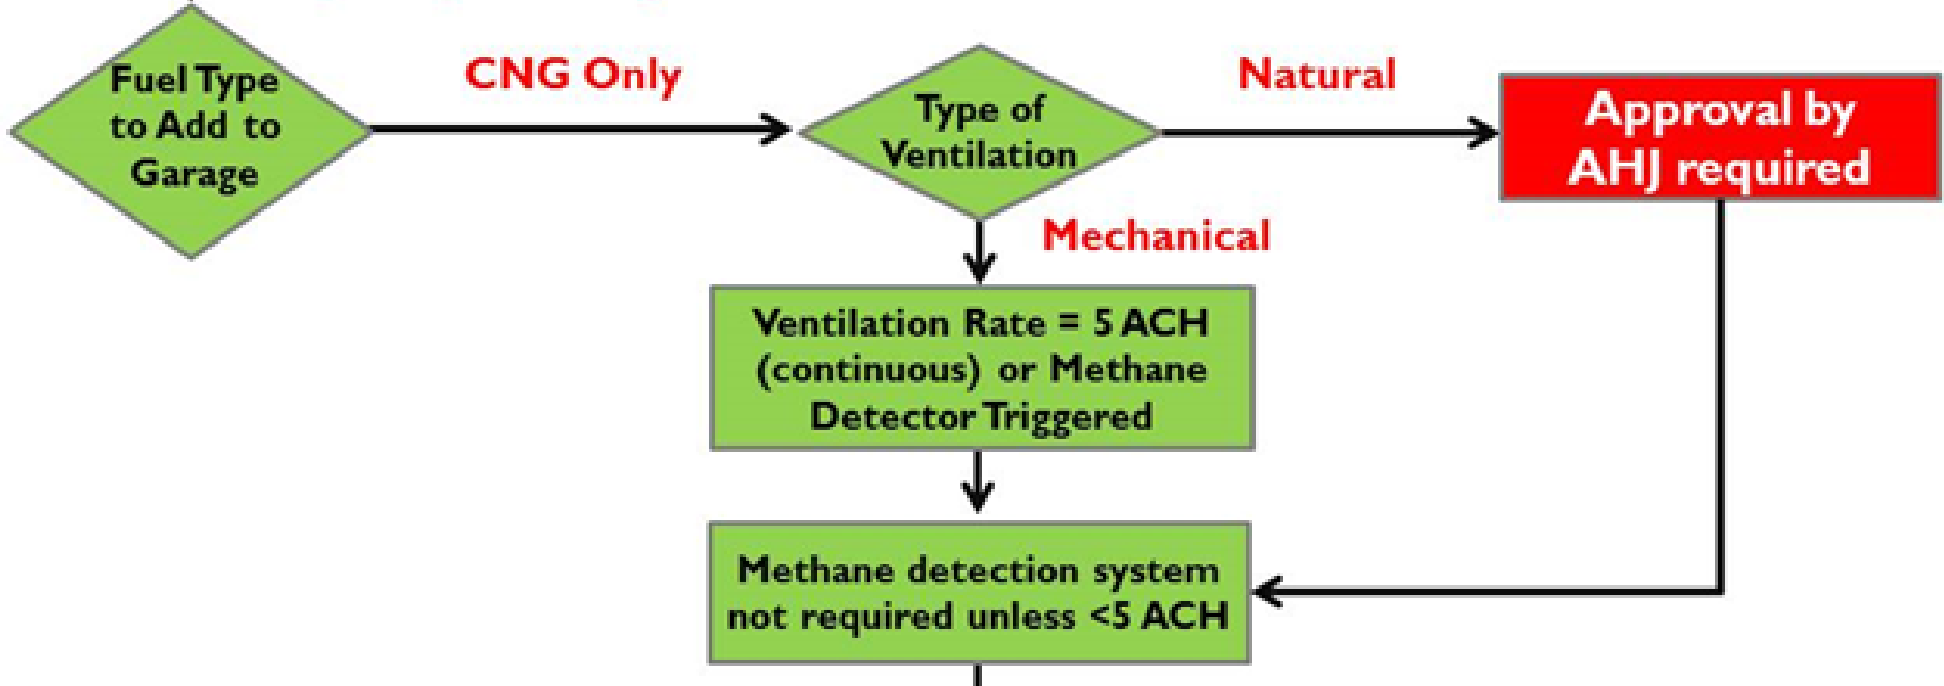 Fuel Type
to Add to
Garage
CNG Only
Type of
Ventilation
Natural
Approval by
AHJ required
Mechanical
Ventilation Rate = 5 ACH
(continuous) or Methane
Detector Triggered
Methane detection system
not required unless <5 ACH